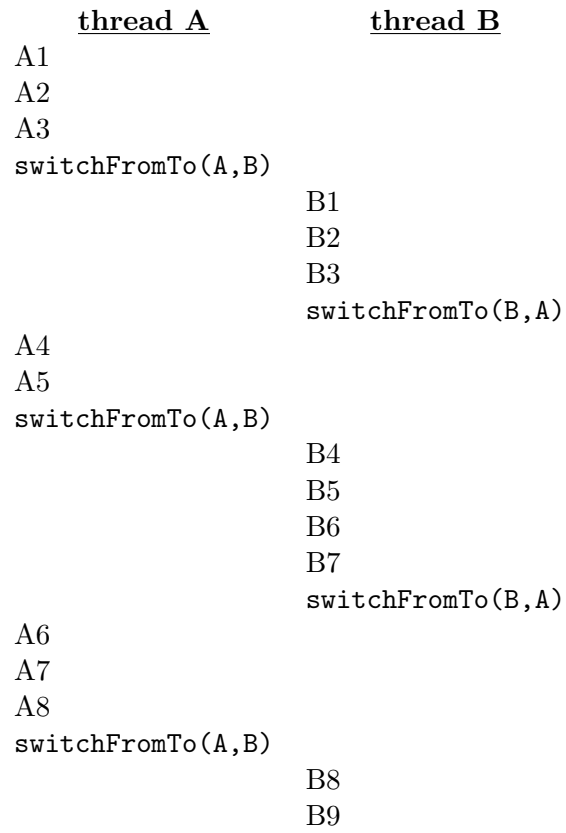 thread A thread B
A1
A2
A3
switchFromTo(A,B)
B1
B2
B3
switchFromTo(B,A)
A4
A5
switchFromTo(A,B)
B4
B5
B6
B7
switchFromTo(B,A)
A6
A7
A8
switchFromTo(A,B)
B8
B9